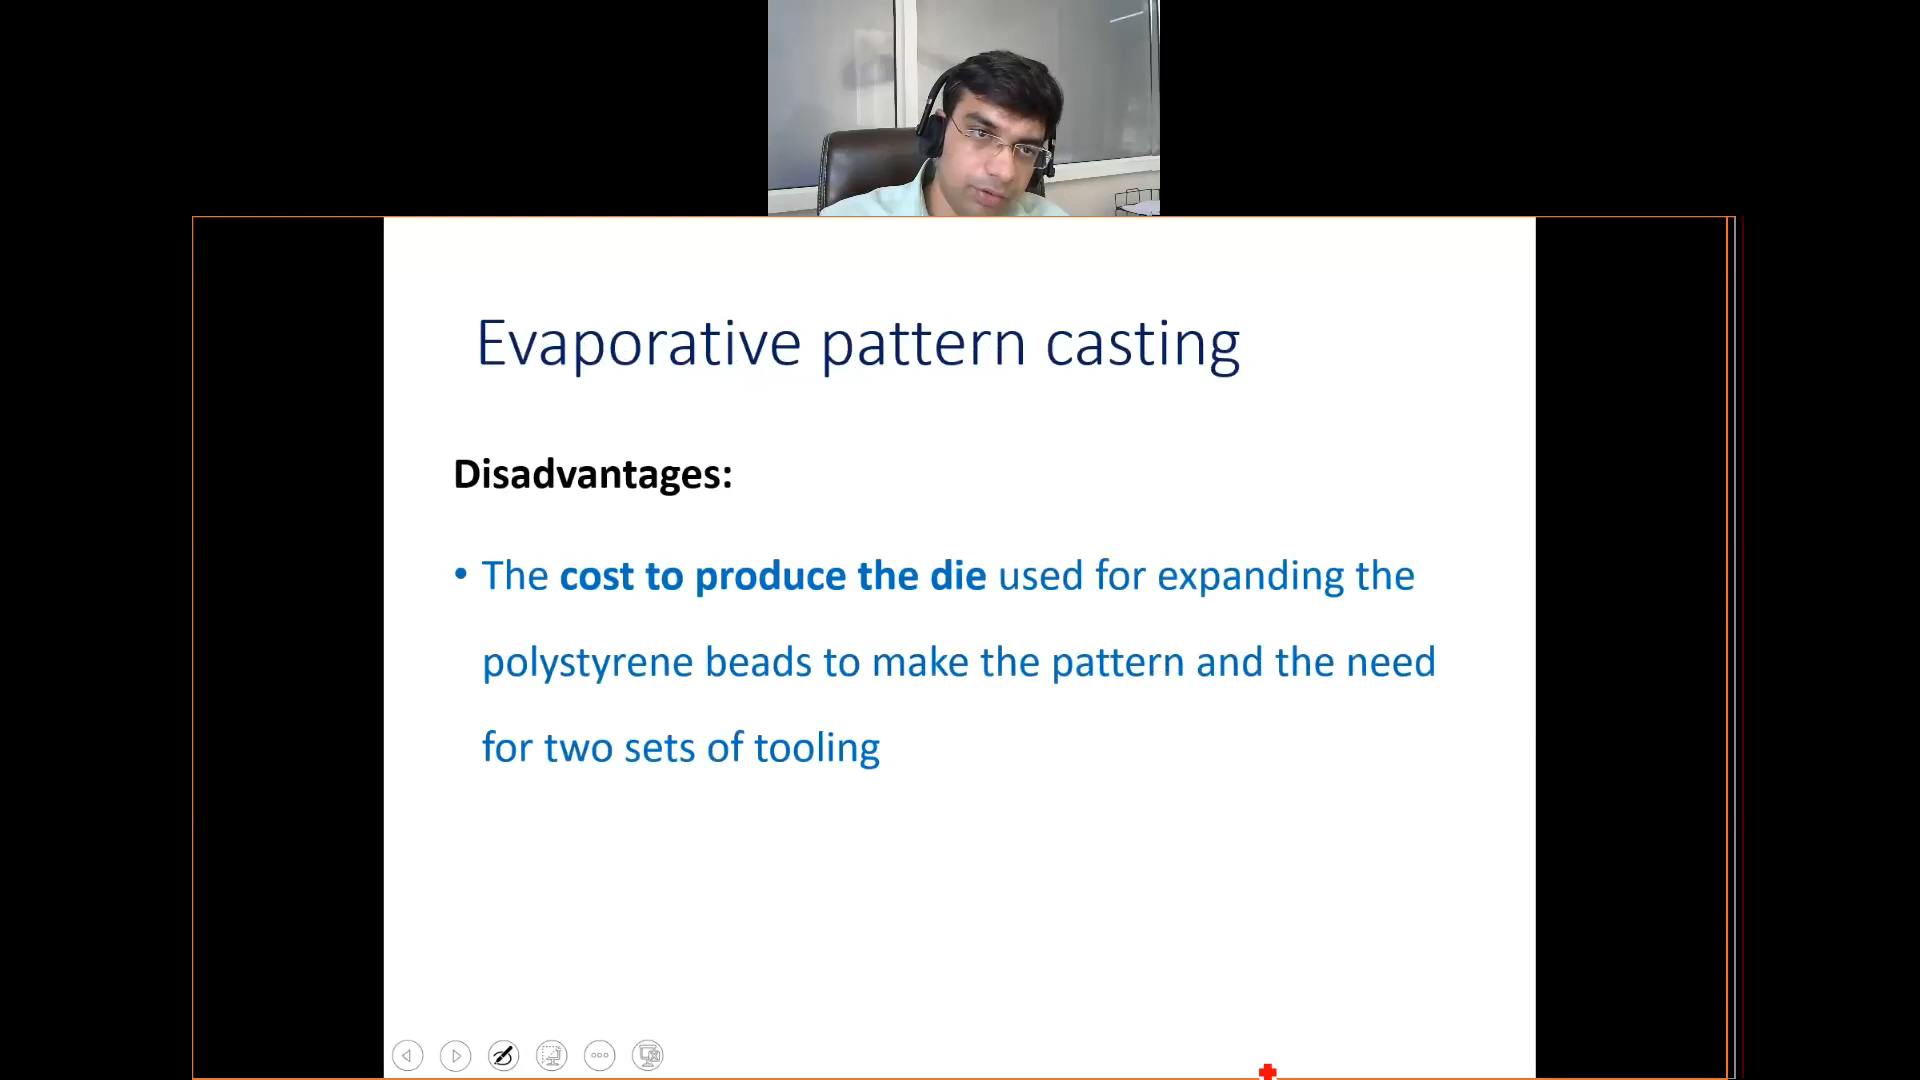 Evaporative pattern casting
Disadvantages:
• The cost to produce the die used for expanding the
polystyrene beads to make the pattern and the need
for two sets of tooling